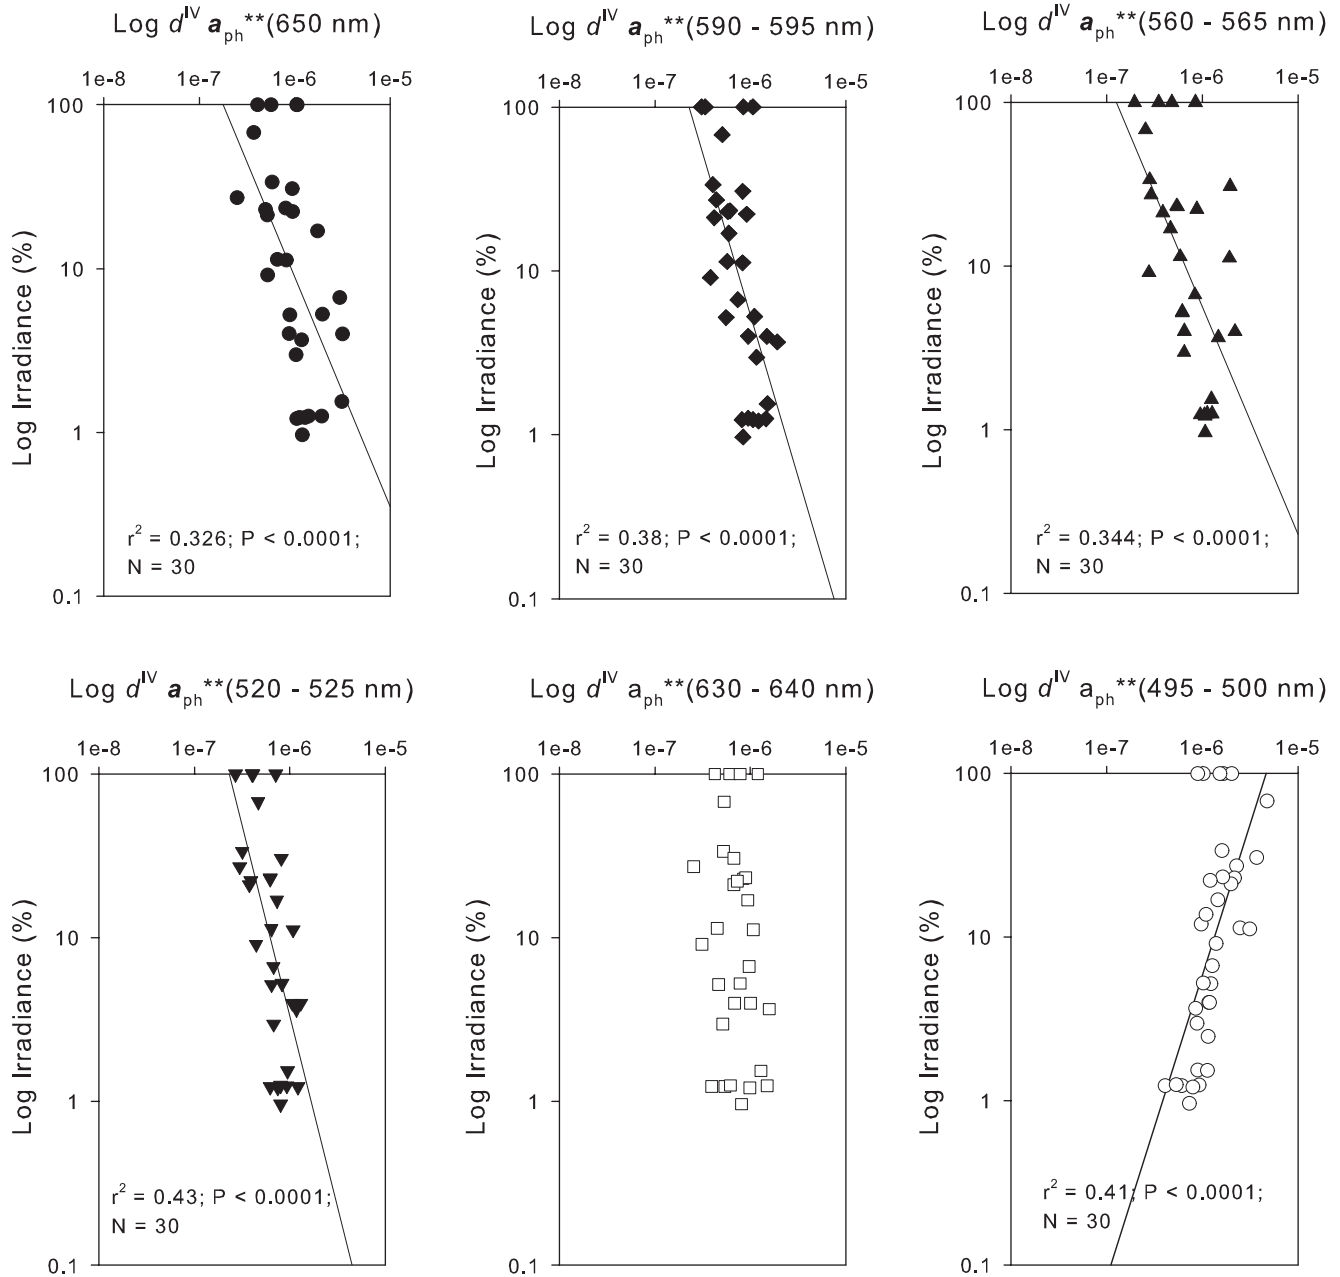 Log d^IV a_ph**(650 nm)
1e-8 1e-7 1e-6 1e-5
100
10
1
0.1
Log Irradiance (%)
r² = 0.326; P < 0.0001;
N = 30
Log d^IV a_ph**(590 - 595 nm)
1e-8 1e-7 1e-6 1e-5
100
10
1
0.1
Log Irradiance (%)
r² = 0.38; P < 0.0001;
N = 30
Log d^IV a_ph**(560 - 565 nm)
1e-8 1e-7 1e-6 1e-5
100
10
1
0.1
Log Irradiance (%)
r² = 0.344; P < 0.0001;
N = 30
Log d^IV a_ph**(520 - 525 nm)
1e-8 1e-7 1e-6 1e-5
100
10
1
0.1
Log Irradiance (%)
r² = 0.43; P < 0.0001;
N = 30
Log d^IV a_ph**(630 - 640 nm)
1e-8 1e-7 1e-6 1e-5
100
10
1
0.1
Log Irradiance (%)
Log d^IV a_ph**(495 - 500 nm)
1e-8 1e-7 1e-6 1e-5
100
10
1
0.1
Log Irradiance (%)
r² = 0.41; P < 0.0001;
N = 30